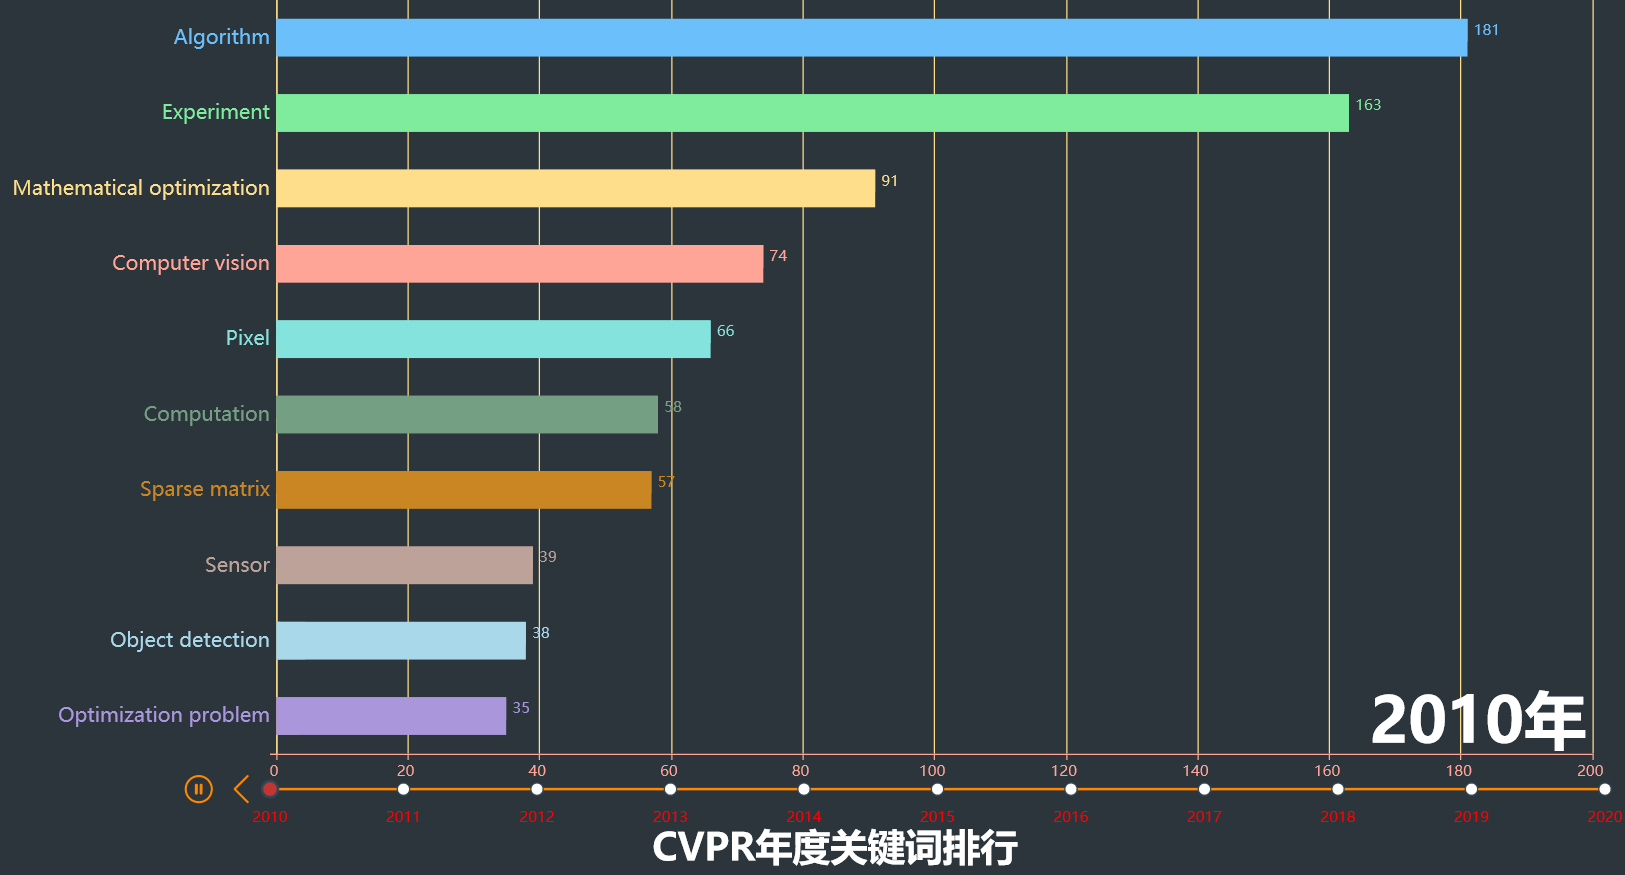 Algorithm 181
Experiment 163
Mathematical optimization 91
Computer vision 74
Pixel 66
Computation 58
Sparse matrix 57
Sensor 39
Object detection 38
Optimization problem 35
2010年
0 20 40 60 80 100 120 140 160 180 200
2010 2011 2012 2013 2014 2015 2016 2017 2018 2019 2020
CVPR年度关键词排行